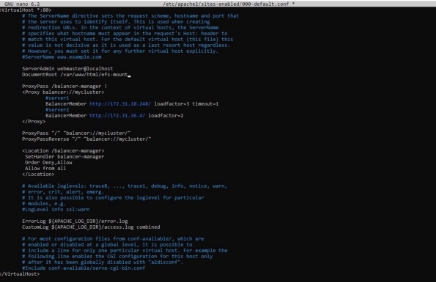 GNU nano 6.2 /etc/apache2/sites-enabled/000-default.conf *
<VirtualHost *:80>
# The ServerName directive sets the request scheme, hostname and port that
# the server uses to identify itself. This is used when creating
# redirection URLs. In the context of virtual hosts, the ServerName
# specifies what hostname must appear in the request's Host: header to
# match this virtual host. For the default virtual host (this file) this
# value is not decisive as it is used as a last resort host regardless.
# However, you must set it for any further virtual host explicitly.
#ServerName www.example.com
ServerAdmin webmaster@localhost
DocumentRoot /var/www/html/efs-mount
ProxyPass /balancer-manager !
<Proxy balancer://mycluster>
#server1
BalancerMember http://172.31.38.248/ loadfactor=3 timeout=1
#server2
BalancerMember loadfactor=2
</Proxy>
ProxyPass "/" "balancer://mycluster/"
ProxyPassReverse "/" "balancer://mycluster/"
<Location /balancer-manager>
SetHandler balancer-manager
Order Deny,Allow
Allow from all
</Location>
# Available loglevels: trace8, ..., trace1, debug, info, notice, warn,
# error, crit, alert, emerg.
# It is also possible to configure the loglevel for particular
# modules, e.g.
#LogLevel info ssl:warn
ErrorLog ${APACHE_LOG_DIR}/error.log
CustomLog ${APACHE_LOG_DIR}/access.log combined
# For most configuration files from conf-available/, which are
# enabled or disabled at a global level, it is possible to
# include a line for only one particular virtual host. For example the
# following line enables the CGI configuration for this host only
# after it has been globally disabled with "a2disconf".
#Include conf-available/serve-cgi-bin.conf
</VirtualHost>